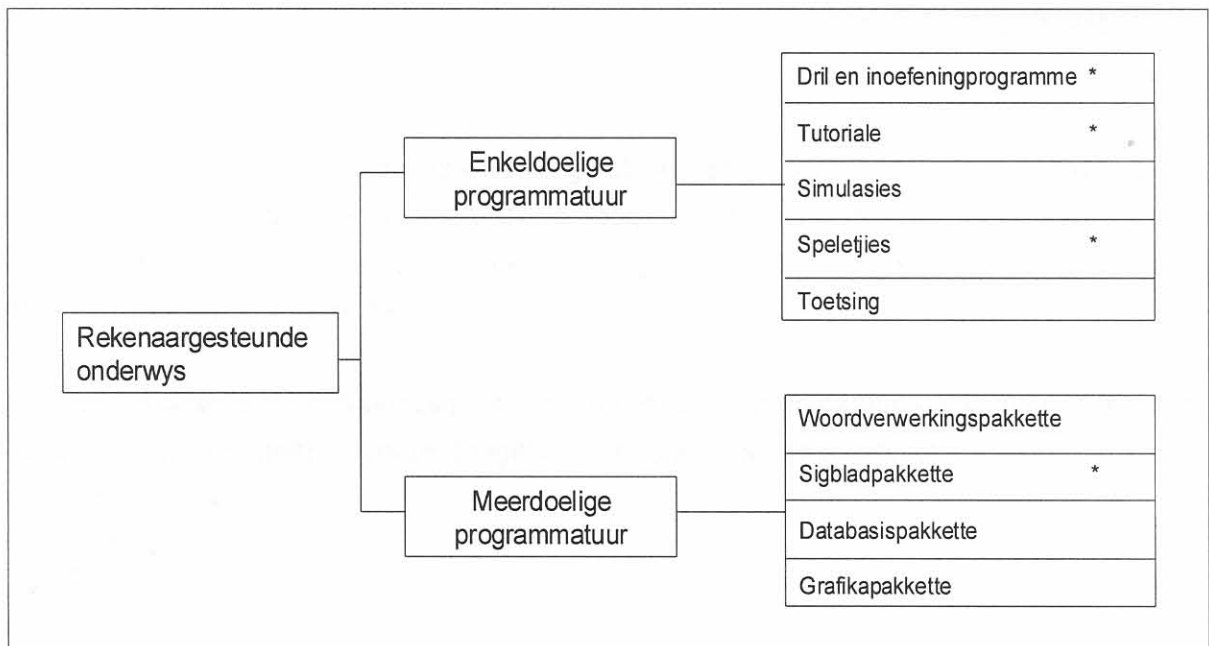 Rekenaargesteunde
onderwys
Enkeldoelige
programmatuur
Dril en inoefeningprogramme *
Tutoriale *
Simulasies
Speletjies *
Toetsing
Meerdoelige
programmatuur
Woordverwerkingspakkette
Sigbladpakkette *
Databasispakkette
Grafikapakkette